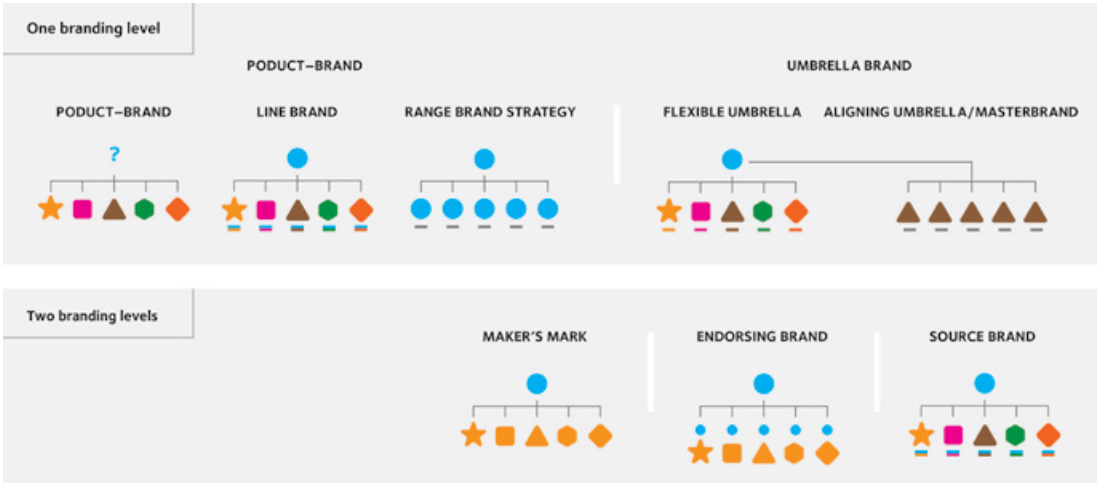 One branding level
PODUCT–BRAND
UMBRELLA BRAND
PODUCT–BRAND
LINE BRAND
RANGE BRAND STRATEGY
FLEXIBLE UMBRELLA
ALIGNING UMBRELLA/MASTERBRAND
?
Two branding levels
MAKER'S MARK
ENDORSING BRAND
SOURCE BRAND